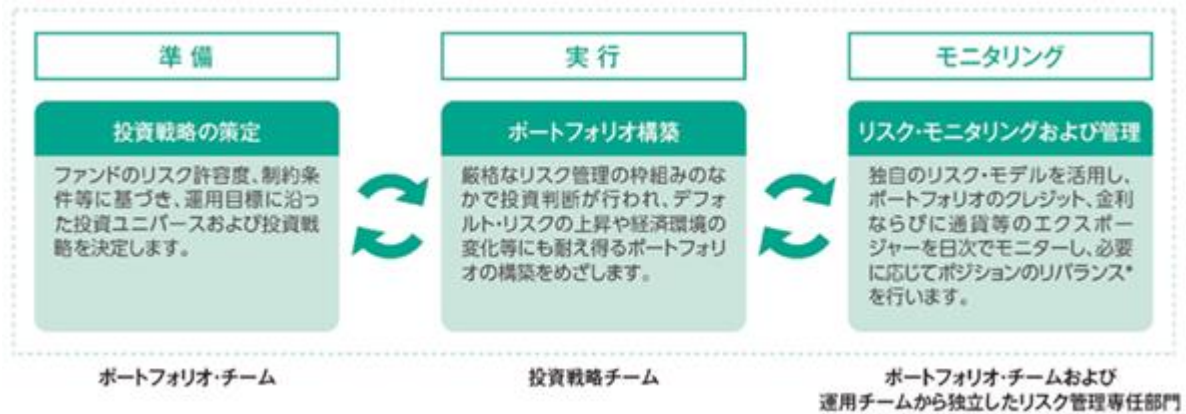 準備
投資戦略の策定
ファンドのリスク許容度、制約条
件等に基づき、運用目標に沿っ
た投資ユニバースおよび投資戦
略を決定します。
ポートフォリオ・チーム
実行
ポートフォリオ構築
厳格なリスク管理の枠組みのな
かで投資判断が行われ、デフォ
ルト・リスクの上昇や経済環境の
変化等にも耐え得るポートフォリ
オの構築をめざします。
投資戦略チーム
モニタリング
リスク・モニタリングおよび管理
独自のリスク・モデルを活用し、
ポートフォリオのクレジット、金利
ならびに通貨等のエクスポー
ジャーを日次でモニターし、必要
に応じてポジションのリバランス*
を行います。
ポートフォリオ・チームおよび
運用チームから独立したリスク管理専任部門